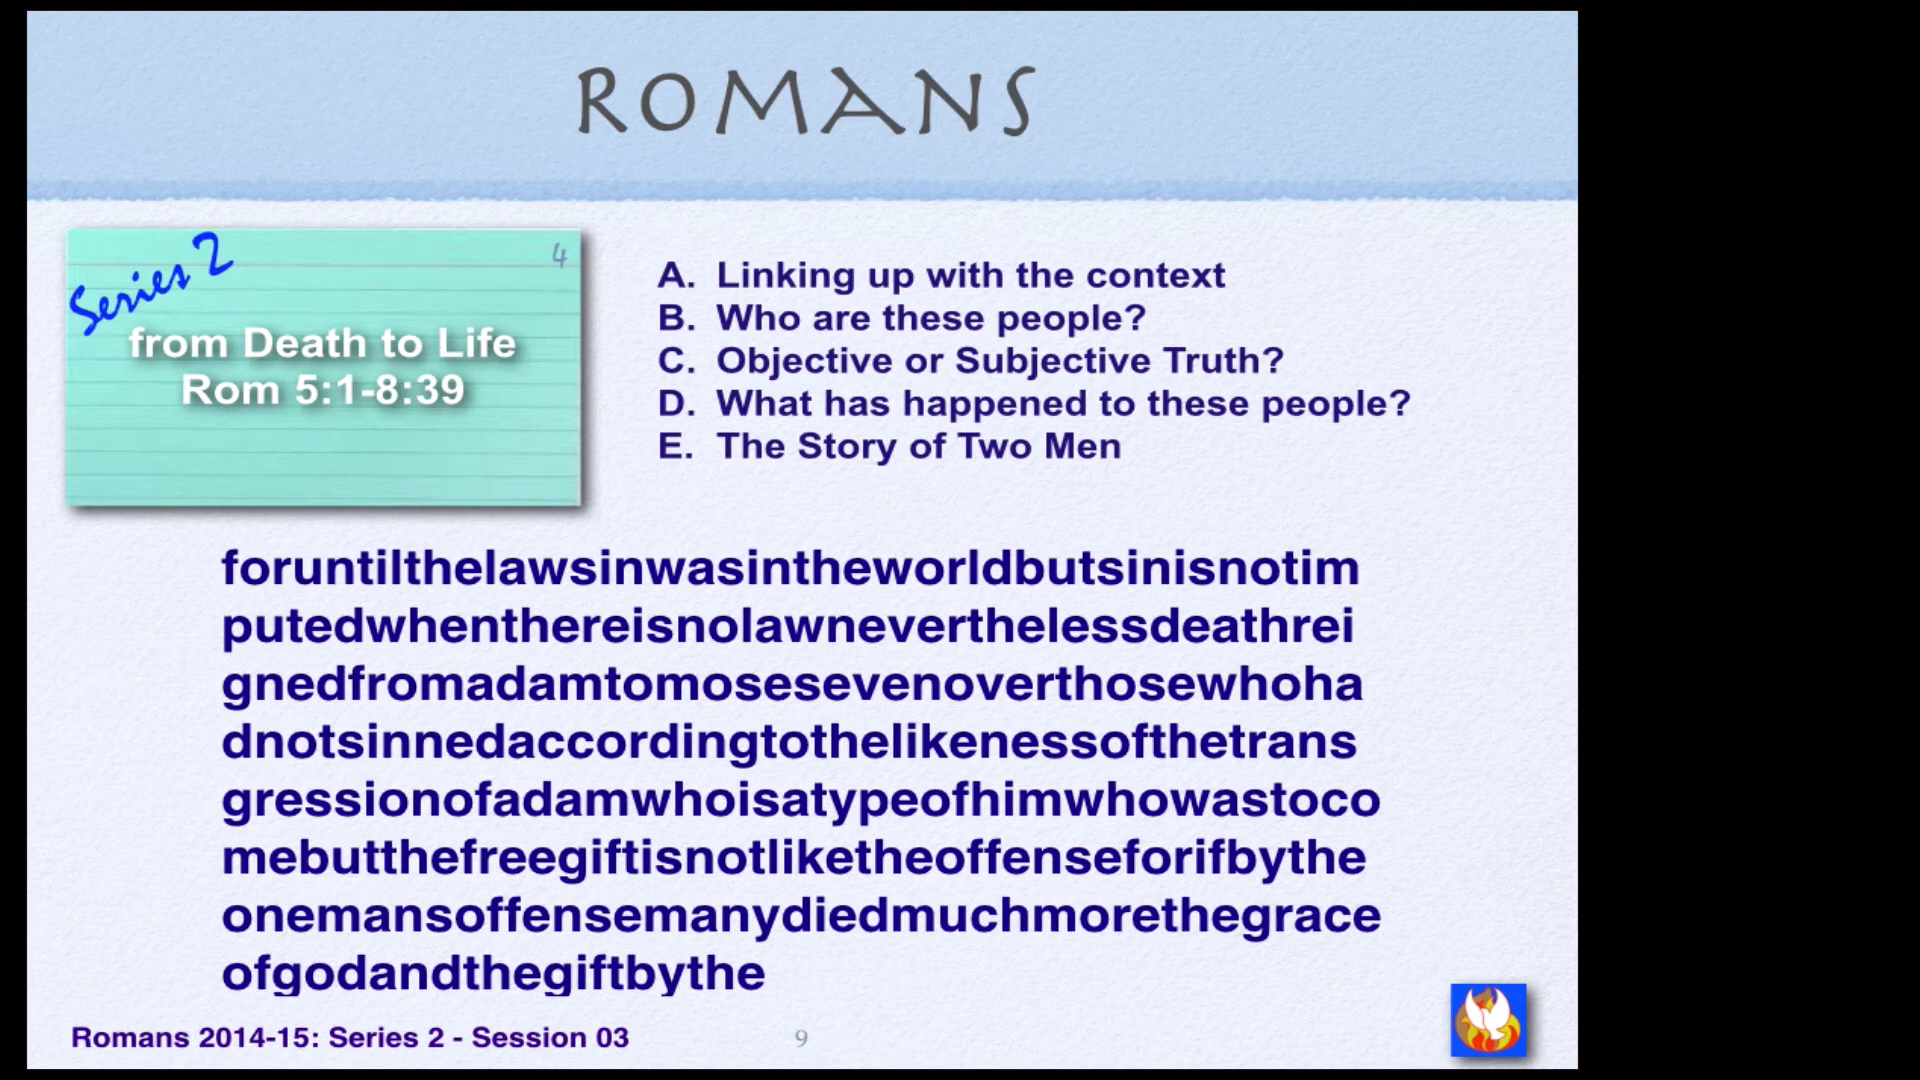 ROMANS
Series 2
4
from Death to Life
Rom 5:1-8:39
A. Linking up with the context
B. Who are these people?
C. Objective or Subjective Truth?
D. What has happened to these people?
E. The Story of Two Men
foruntilthelawsinwasintheworldbutsinisnotim
putedwhenthereisnolawneverthelessdeathrei
gnedfromadamtomosesevenoverthosewhoha
dnotsinnedaccordingtothelikenessofthetrans
gressionofadamwhoisatypeofhimwhowastoco
mebutthefreegiftisnotliketheoffenseforifbythe
onemansoffensemanydiedmuchmorethegrace
ofgodandthegiftbythe
Romans 2014-15: Series 2 - Session 03
9